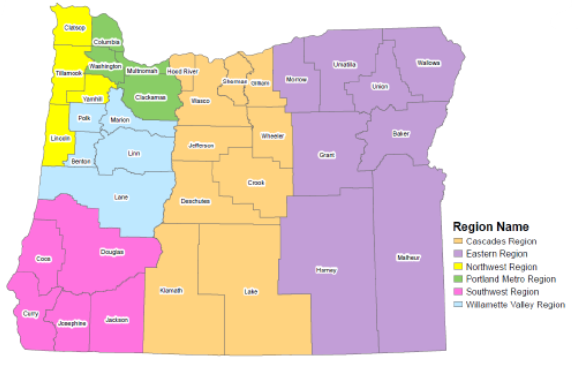 Clatsop
Columbia
Tillamook
Washington
Multnomah
Hood River
Yamhill
Clackamas
Wasco
Sherman
Gilliam
Morrow
Umatilla
Union
Wallowa
Polk
Marion
Lincoln
Benton
Linn
Jefferson
Wheeler
Grant
Baker
Lane
Crook
Deschutes
Coos
Douglas
Klamath
Lake
Harney
Malheur
Curry
Josephine
Jackson
Region Name
Cascades Region
Eastern Region
Northwest Region
Portland Metro Region
Southwest Region
Willamette Valley Region